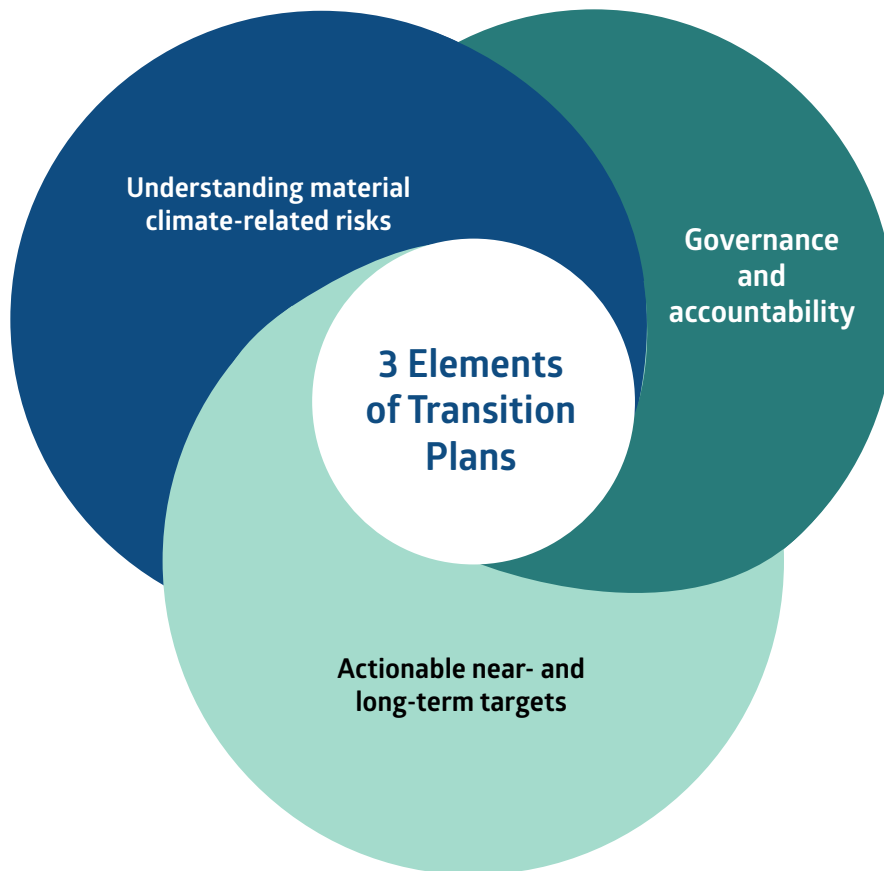 Understanding material
climate-related risks
Governance
and
accountability
3 Elements
of Transition
Plans
Actionable near- and
long-term targets